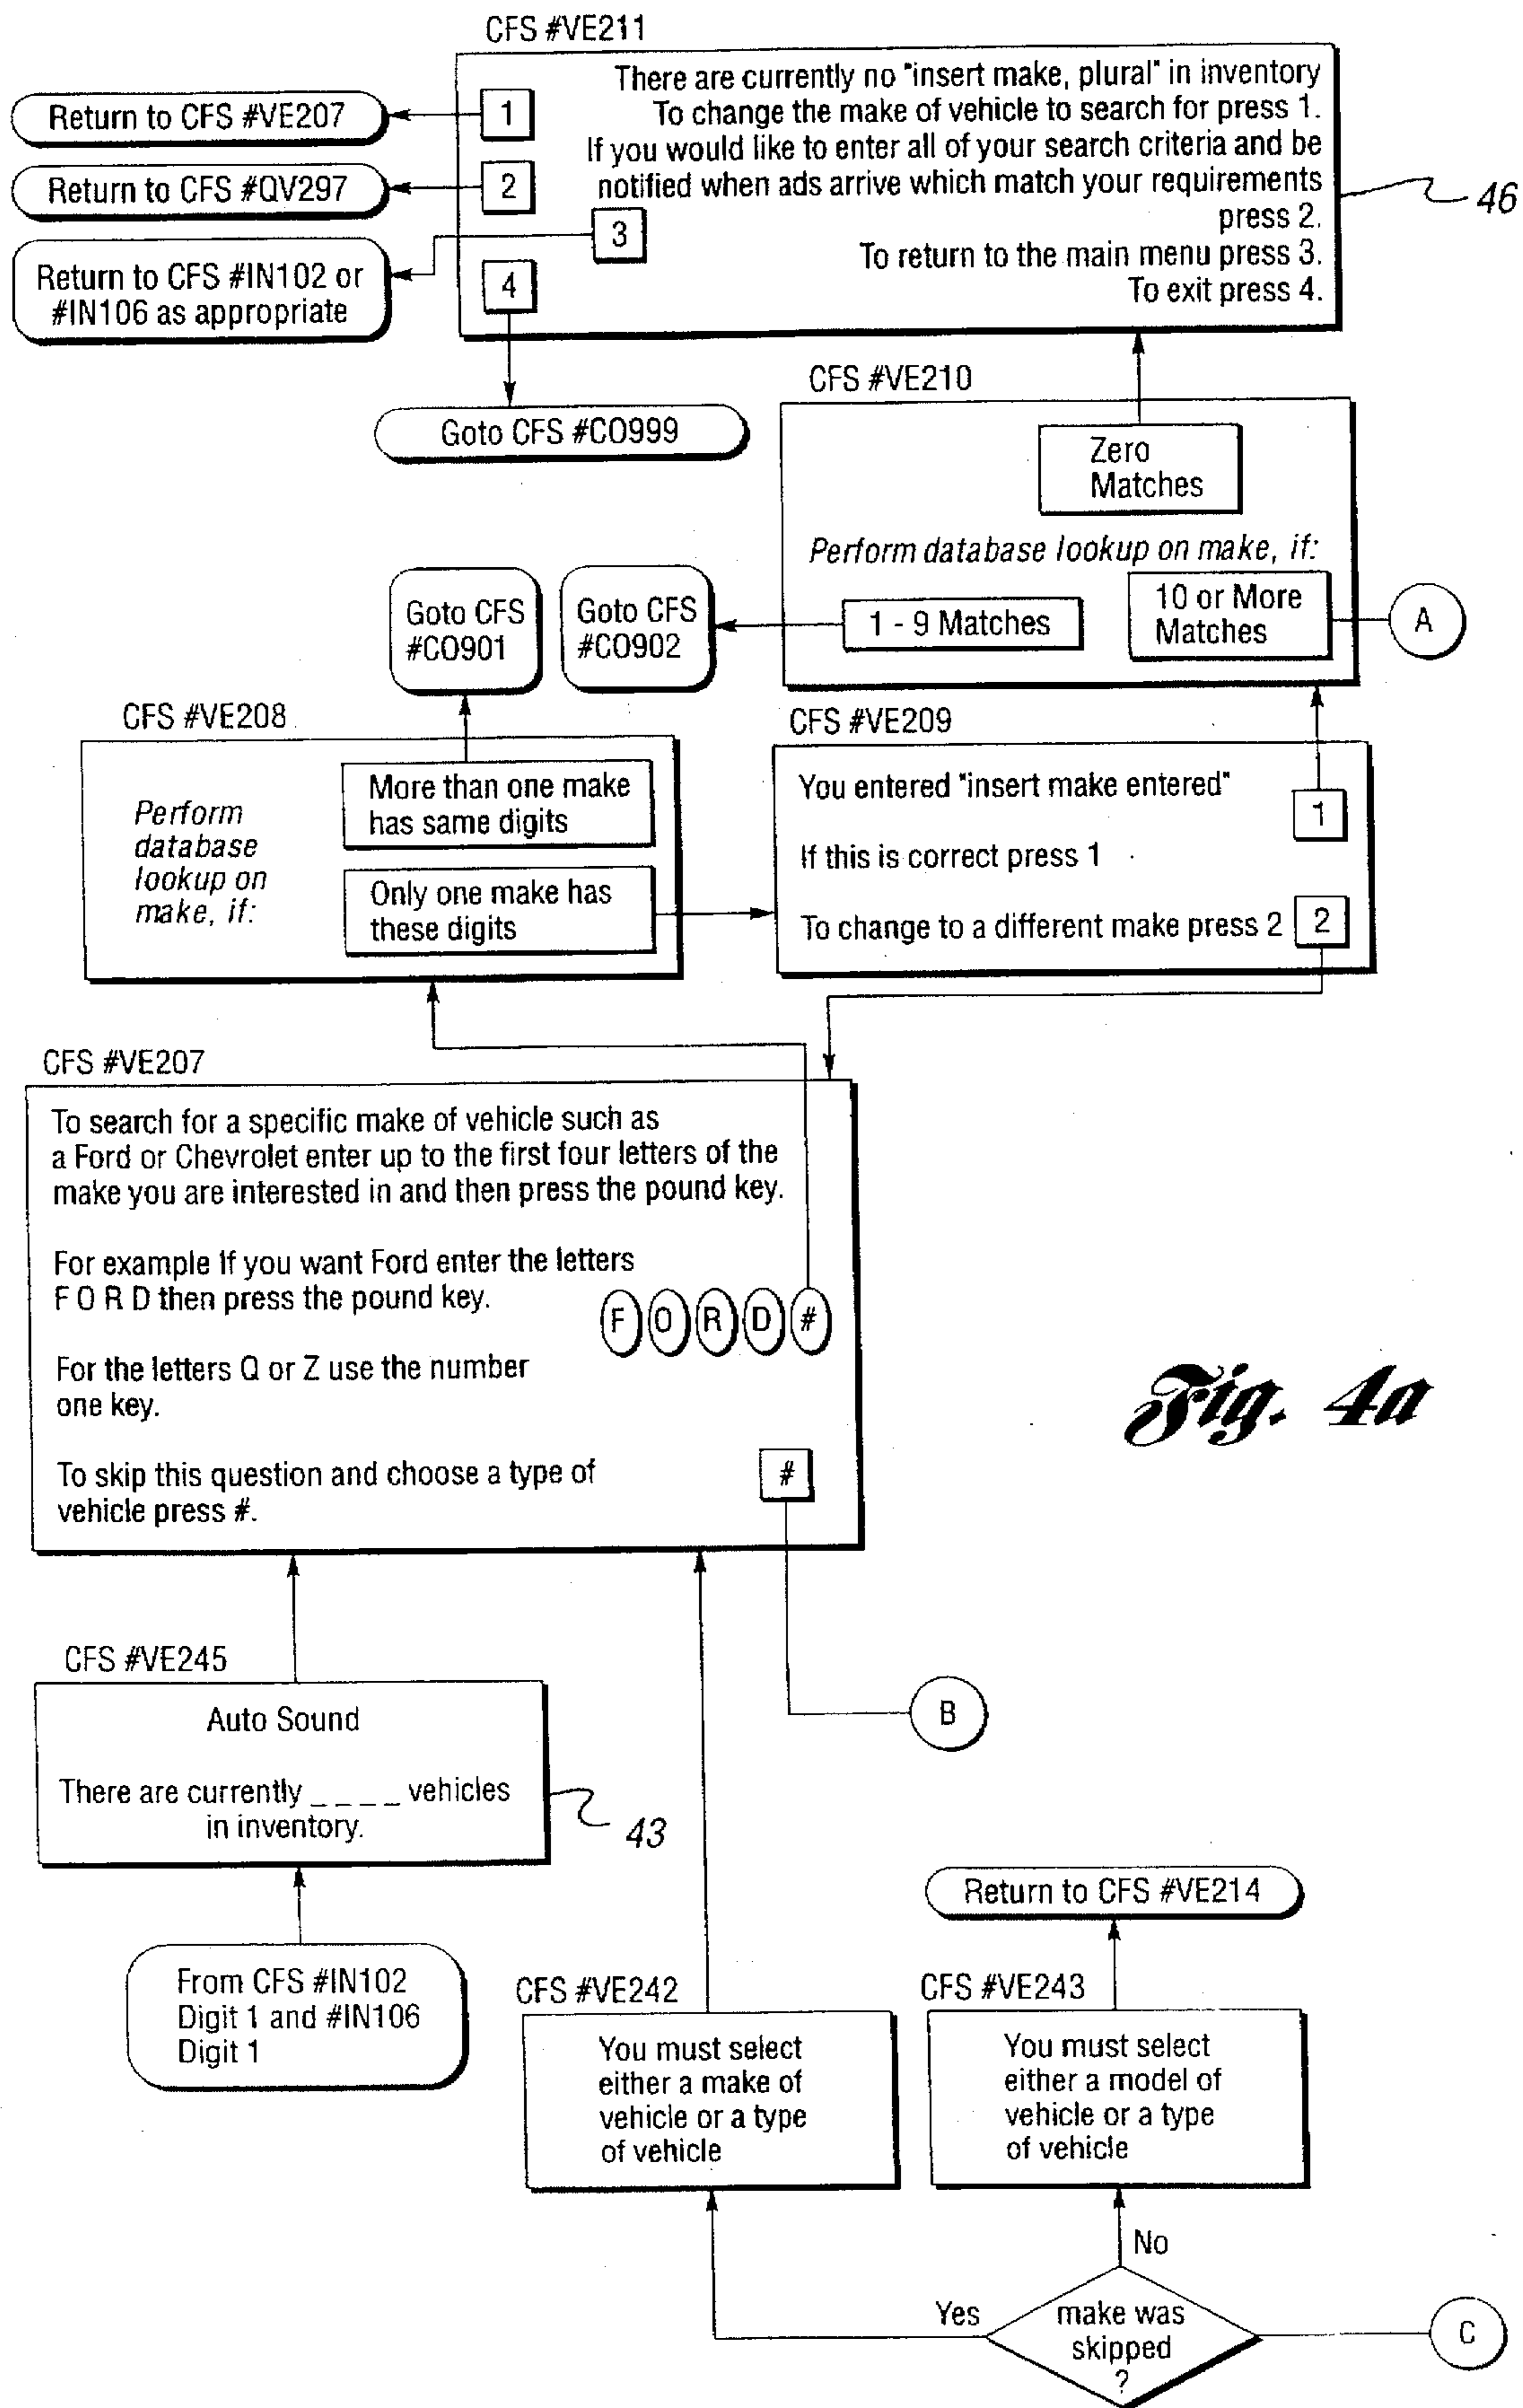 CFS #VE211
There are currently no "insert make, plural" in inventory
To change the make of vehicle to search for press 1.
If you would like to enter all of your search criteria and be
notified when ads arrive which match your requirements
press 2.
To return to the main menu press 3.
To exit press 4.
1
2
3
4
Return to CFS #VE207
Return to CFS #QV297
Return to CFS #IN102 or
#IN106 as appropriate
46
Goto CFS #CO999
CFS #VE210
Zero
Matches
Perform database lookup on make, if:
1 - 9 Matches
10 or More
Matches
A
Goto CFS
#CO901
Goto CFS
#CO902
CFS #VE208
Perform
database
lookup on
make, if:
More than one make
has same digits
Only one make has
these digits
CFS #VE209
You entered "insert make entered"
1
If this is correct press 1
To change to a different make press 2
2
CFS #VE207
To search for a specific make of vehicle such as
a Ford or Chevrolet enter up to the first four letters of the
make you are interested in and then press the pound key.
For example If you want Ford enter the letters
F O R D then press the pound key.
F O R D #
For the letters Q or Z use the number
one key.
To skip this question and choose a type of
vehicle press #.
#
Fig. 4a
CFS #VE245
Auto Sound
There are currently _ _ _ _ vehicles
in inventory.
43
B
From CFS #IN102
Digit 1 and #IN106
Digit 1
Return to CFS #VE214
CFS #VE242
You must select
either a make of
vehicle or a type
of vehicle
CFS #VE243
You must select
either a model of
vehicle or a type
of vehicle
No
Yes
make was
skipped
?
C